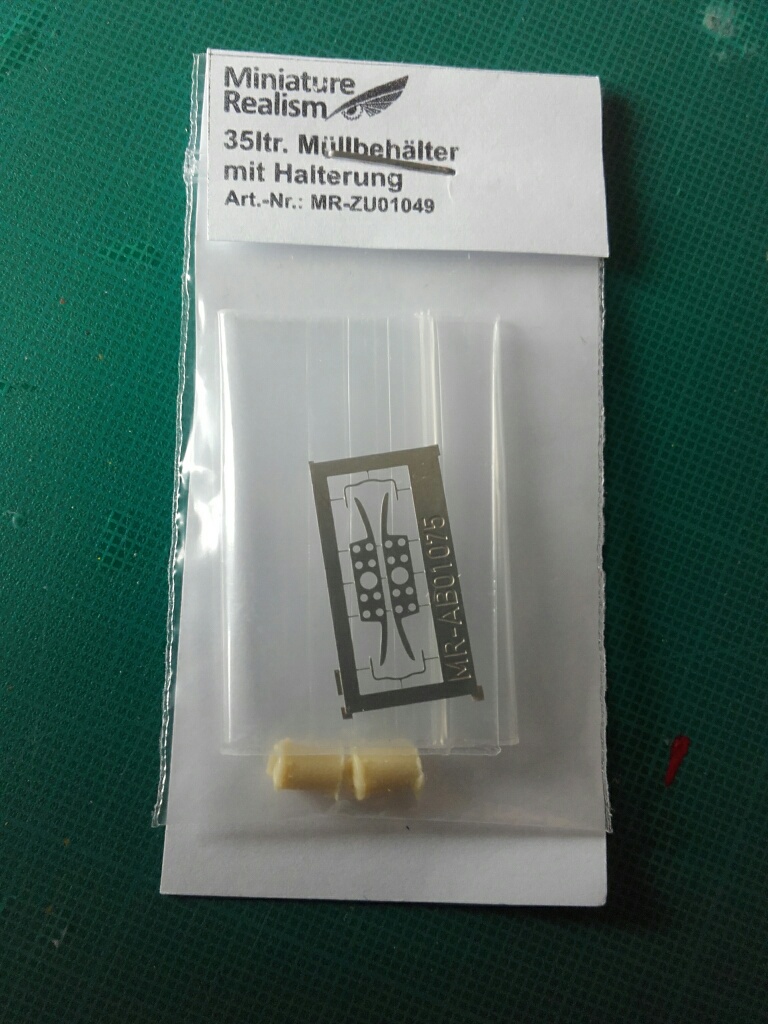 Miniature
Realism
35ltr. Müllbehälter
mit Halterung
Art.-Nr.: MR-ZU01049
MR-AB01075